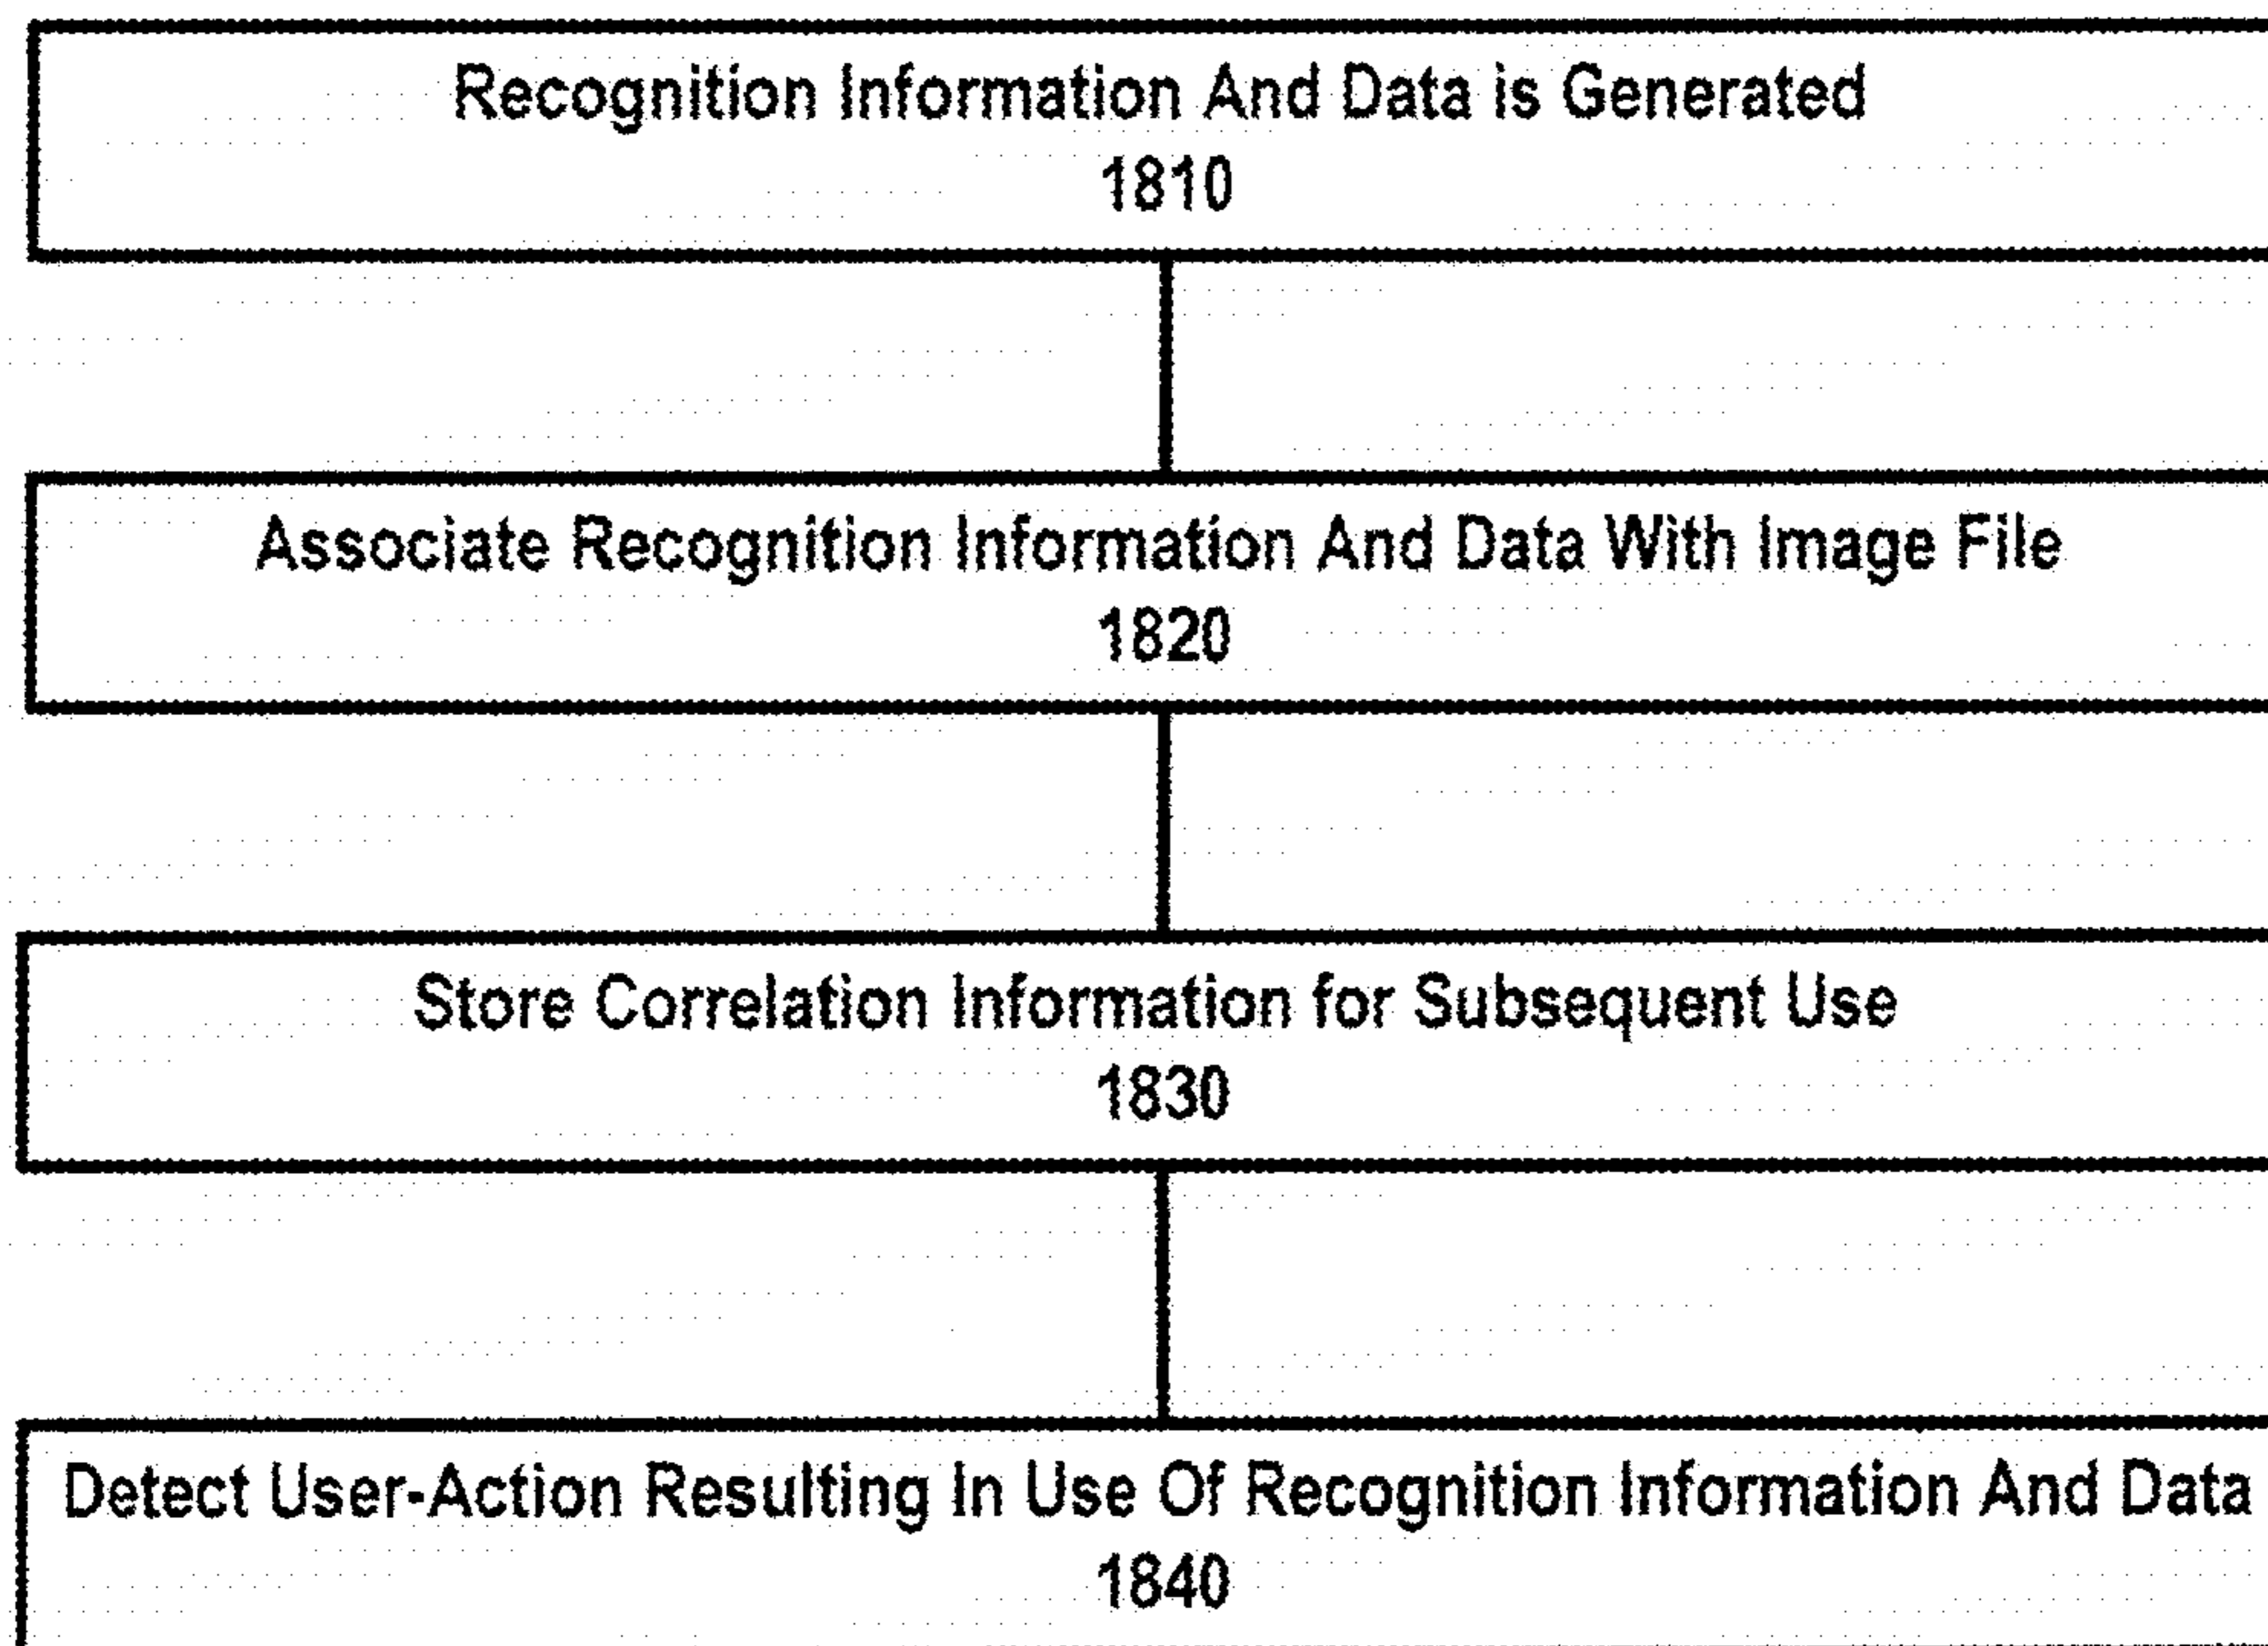 Recognition Information And Data is Generated
1810
Associate Recognition Information And Data With Image File
1820
Store Correlation Information for Subsequent Use
1830
Detect User-Action Resulting In Use Of Recognition Information And Data
1840